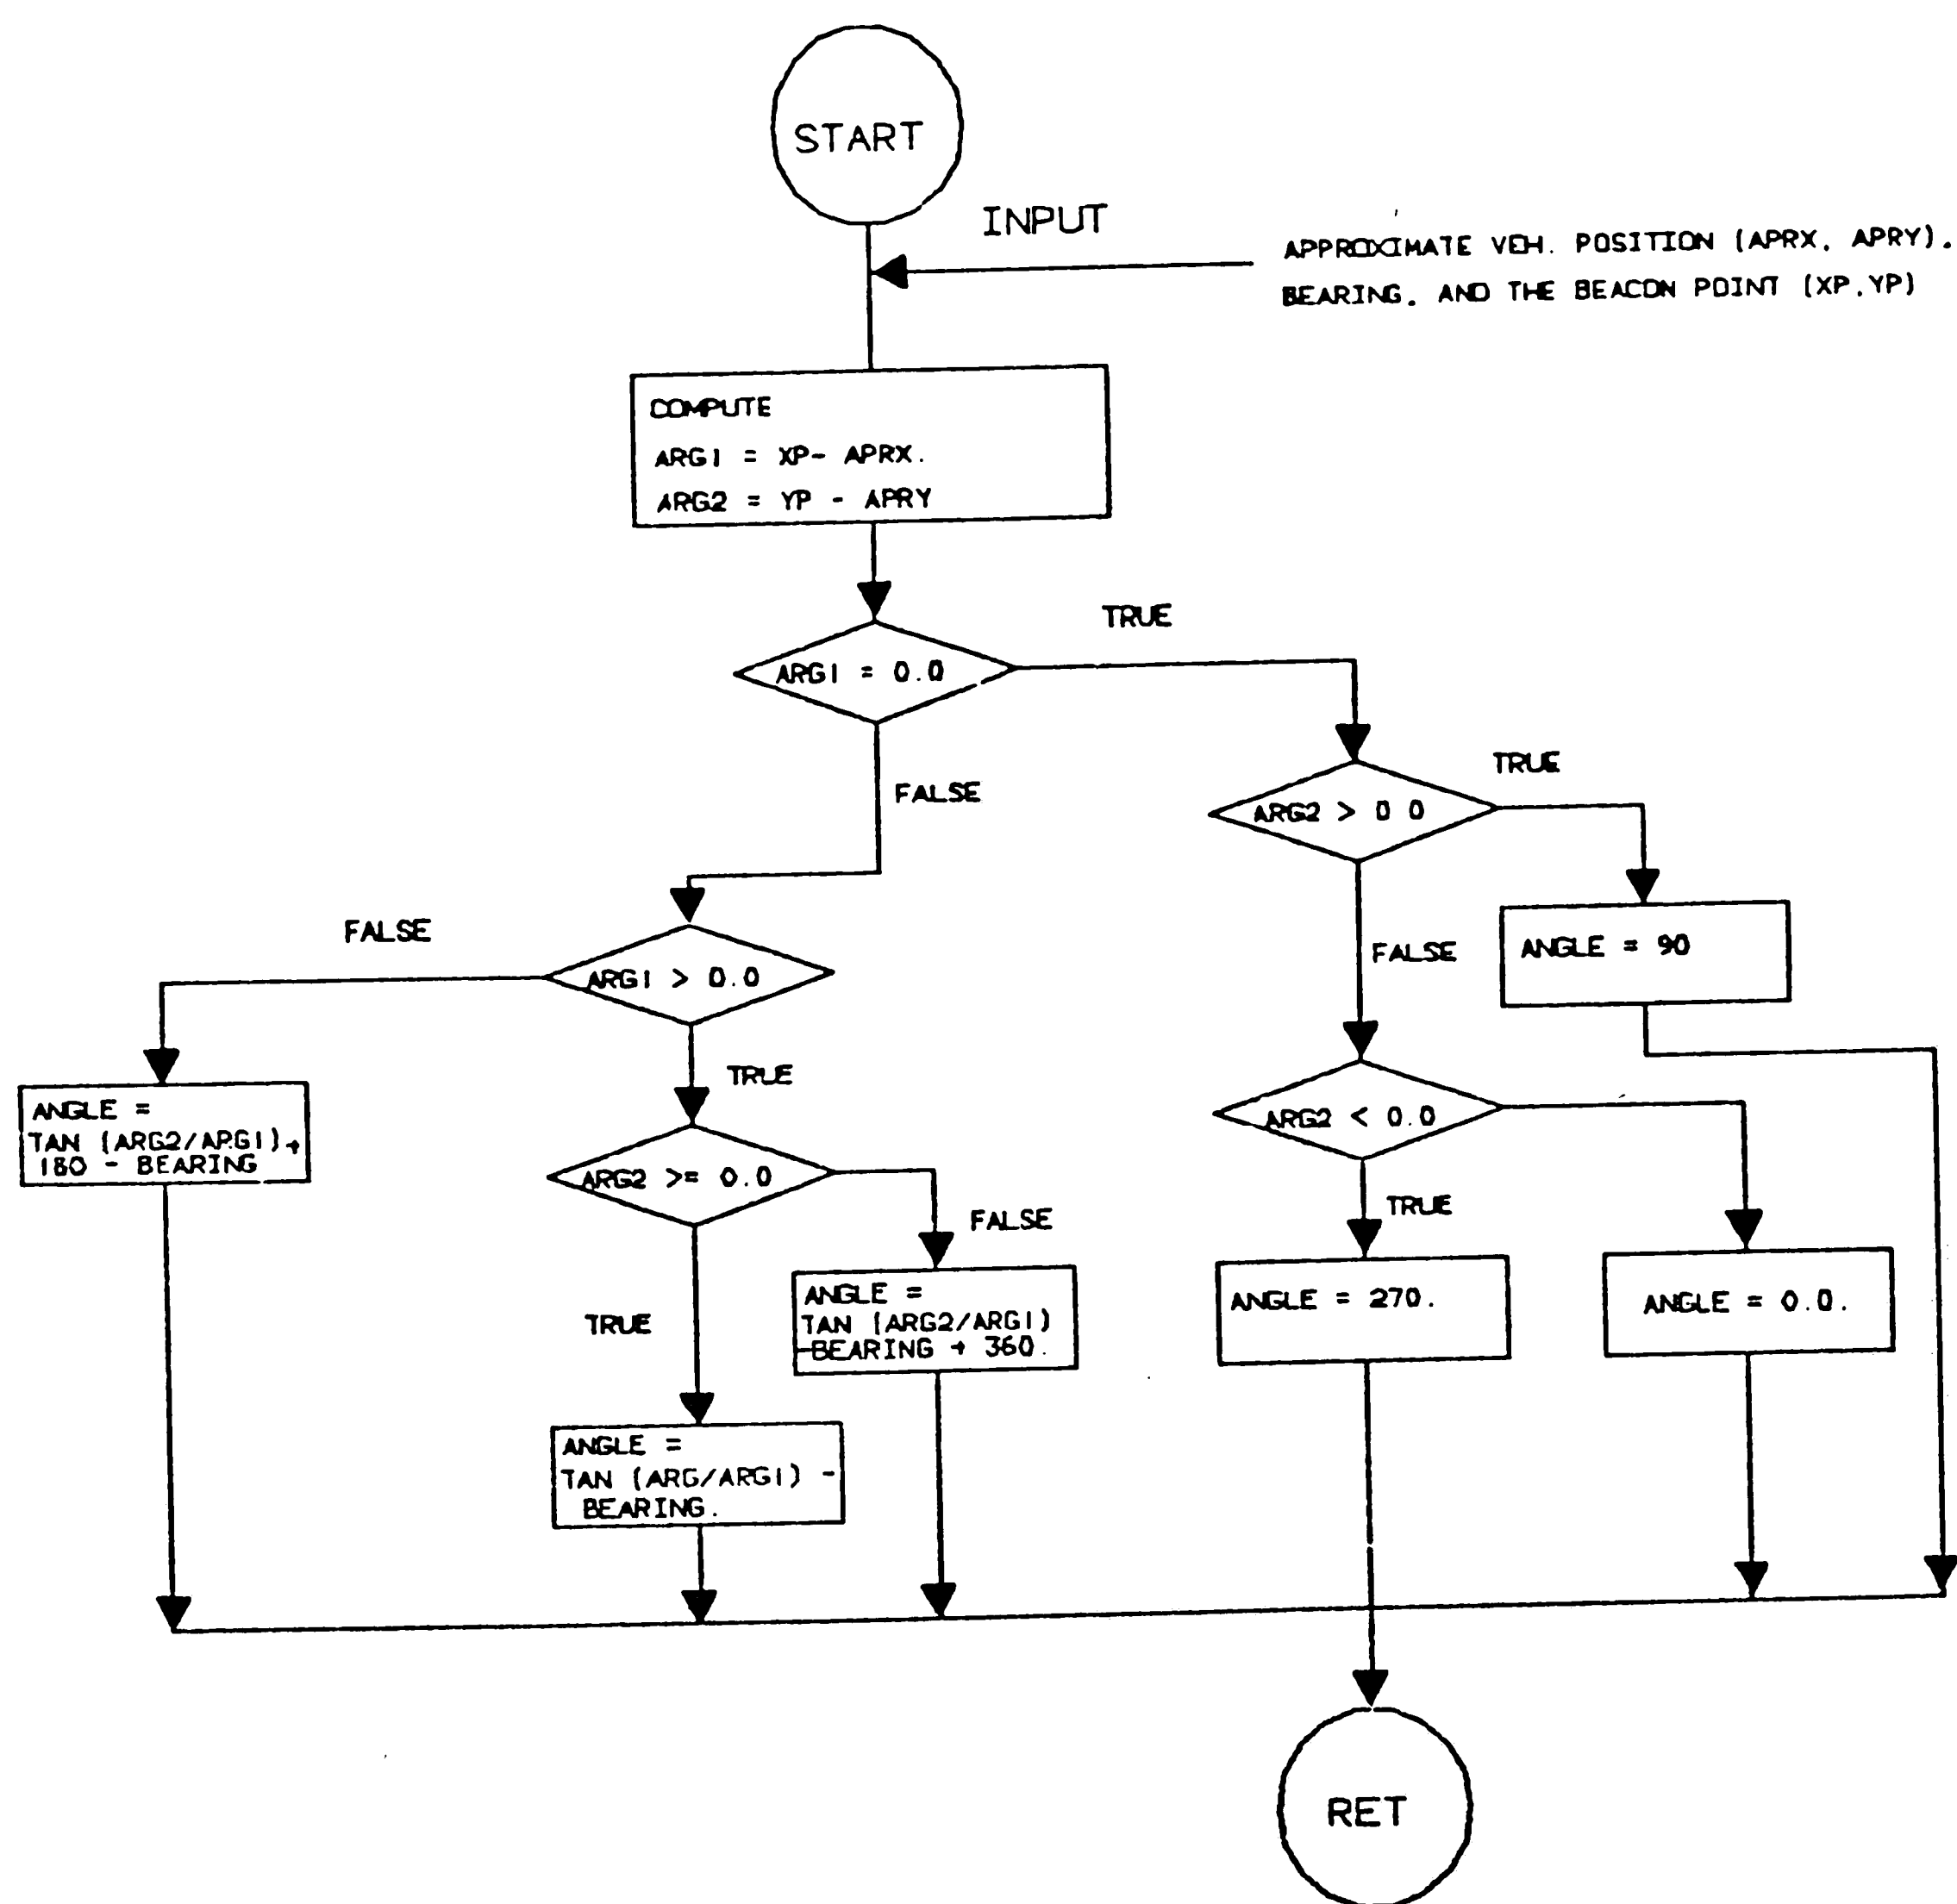 START
INPUT
APPROXIMATE VEH. POSITION (APRX, APRY),
BEARING, AND THE BEACON POINT (XP,YP)
COMPUTE
ARG1 = XP- APRX.
ARG2 = YP - APRY
ARG1 = 0.0
TRUE
FALSE
ARG2 > 0 0
TRUE
FALSE
ANGLE = 90
ARG1 > 0.0
FALSE
TRUE
ANGLE =
TAN (ARG2/ARG1)+
180 - BEARING
ARG2 >= 0.0
FALSE
TRUE
ANGLE =
TAN (ARG2/ARG1)
-BEARING + 360.
ANGLE =
TAN (ARG/ARG1) -
BEARING.
ARG2 < 0.0
TRUE
ANGLE = 270.
ANGLE = 0.0.
RET